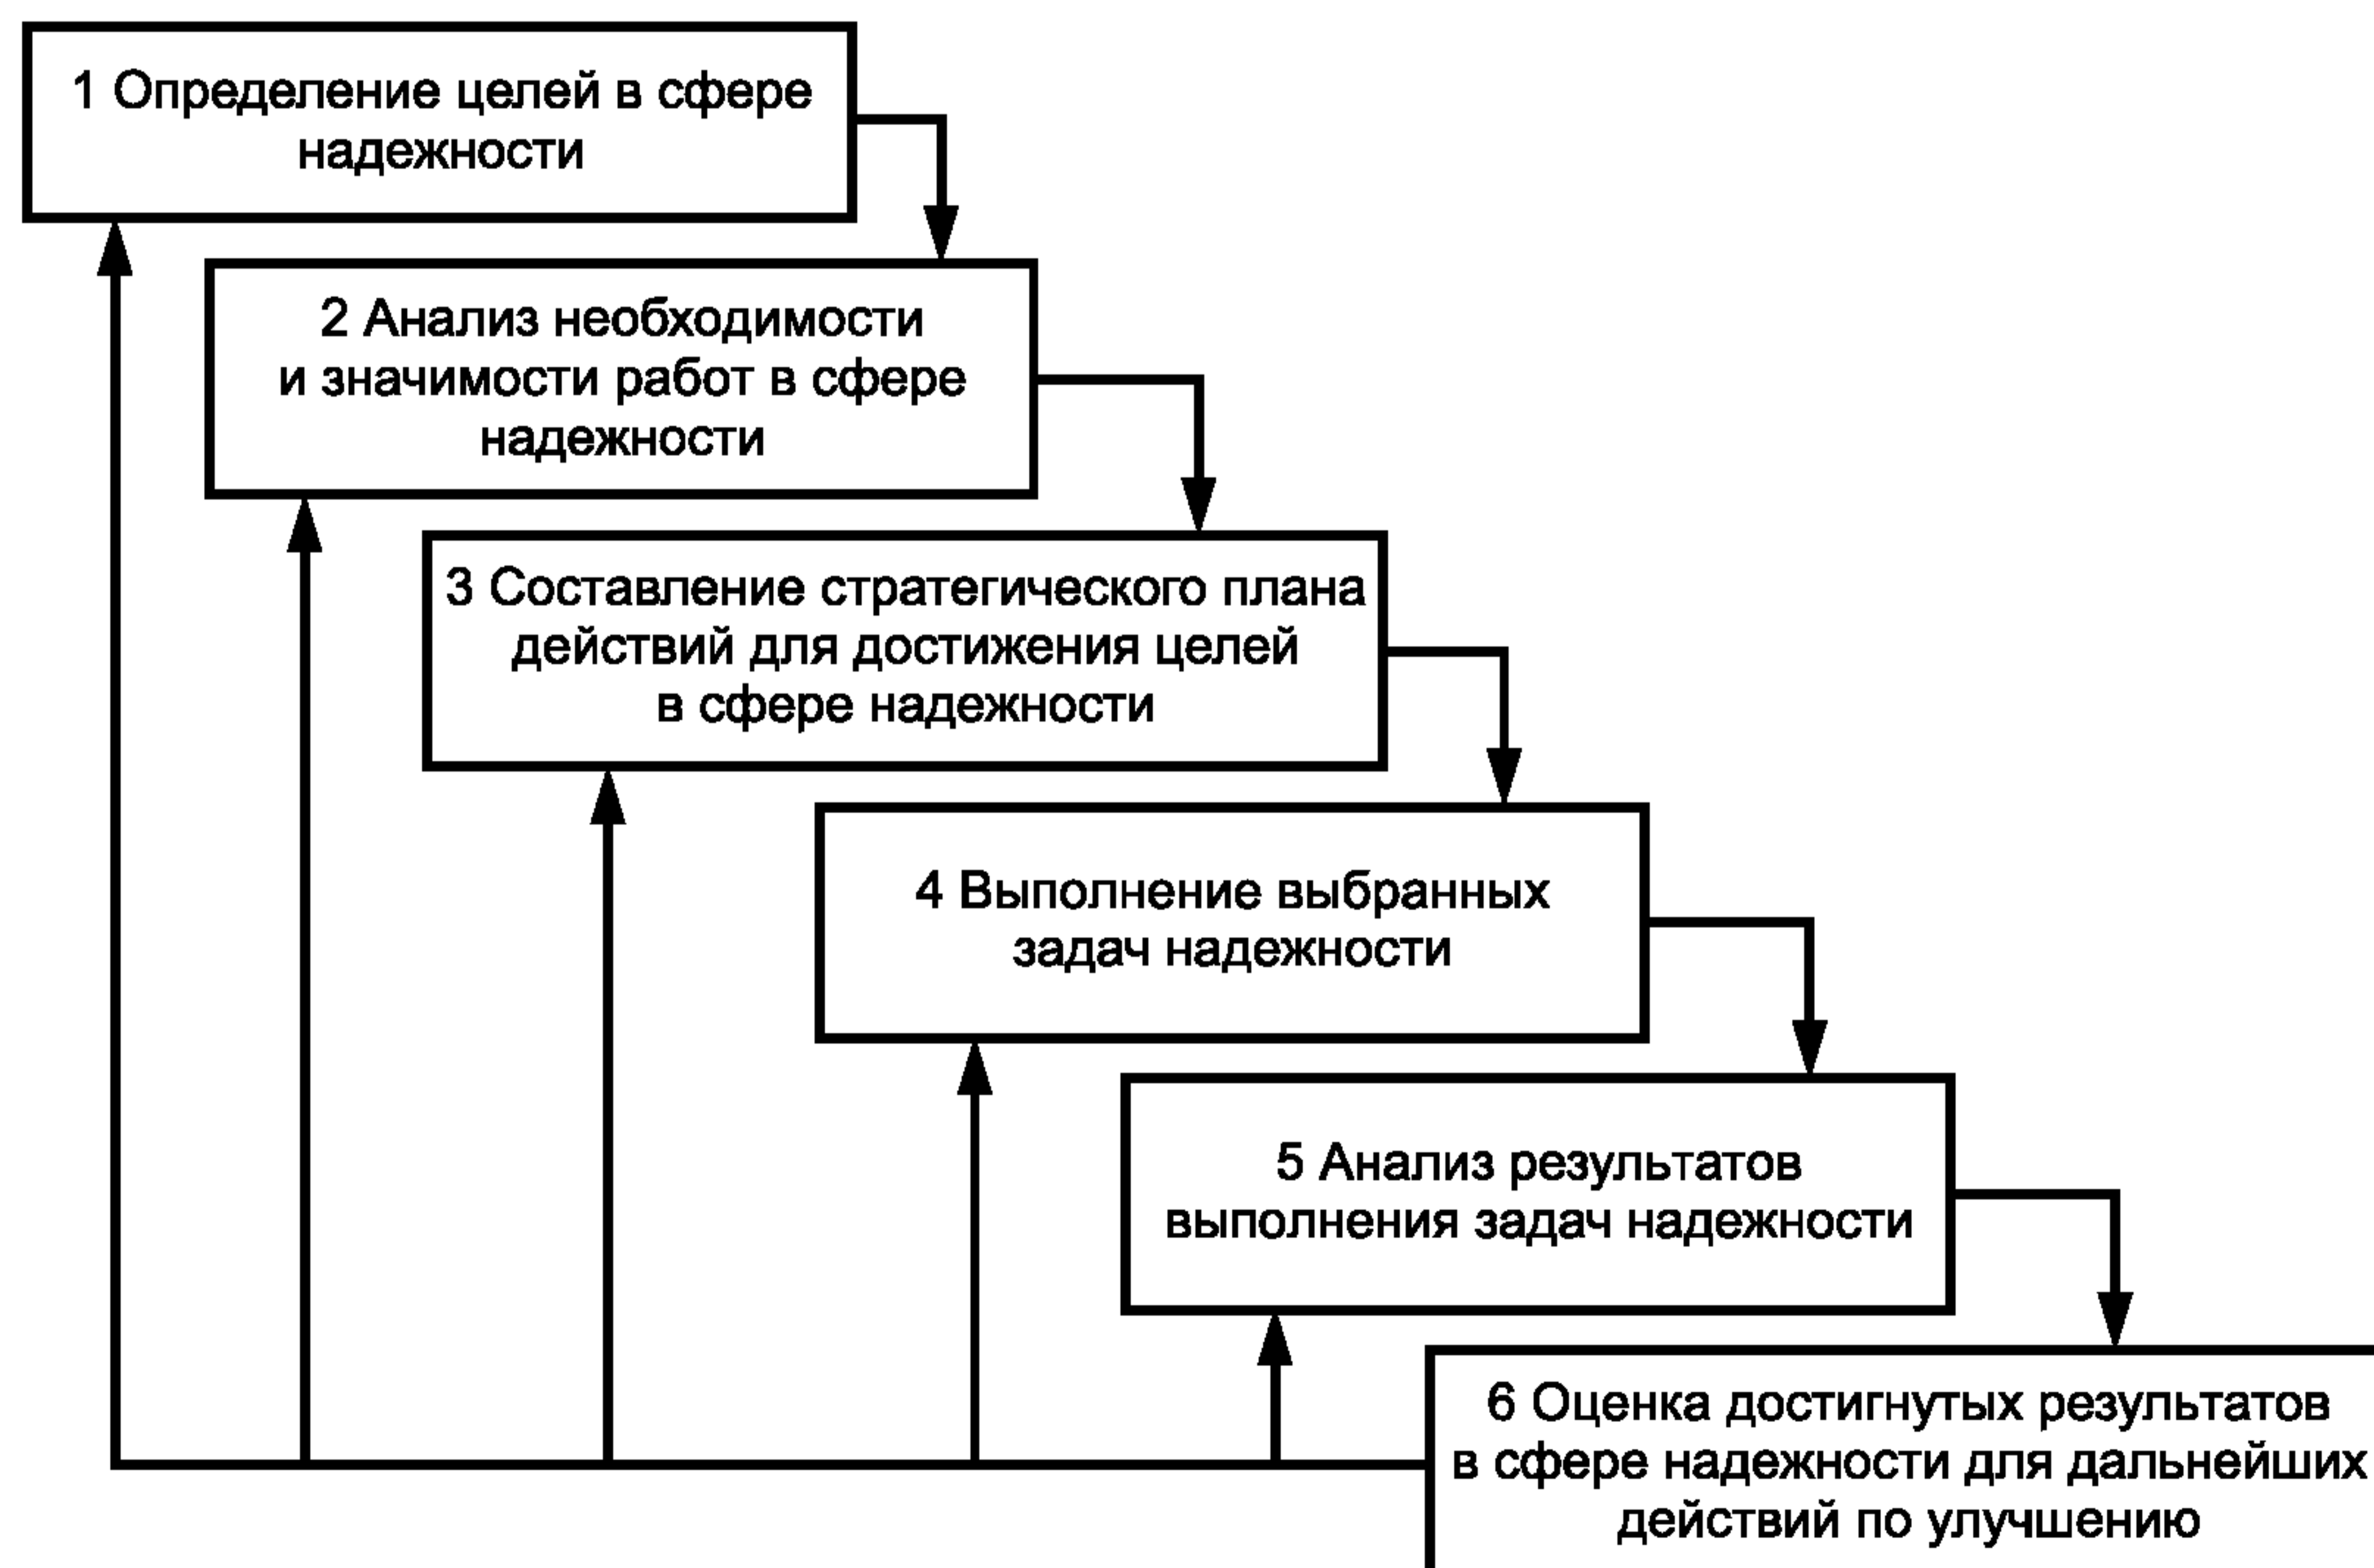 1 Определение целей в сфере
надежности
2 Анализ необходимости
и значимости работ в сфере
надежности
3 Составление стратегического плана
действий для достижения целей
в сфере надежности
4 Выполнение выбранных
задач надежности
5 Анализ результатов
выполнения задач надежности
6 Оценка достигнутых результатов
в сфере надежности для дальнейших
действий по улучшению